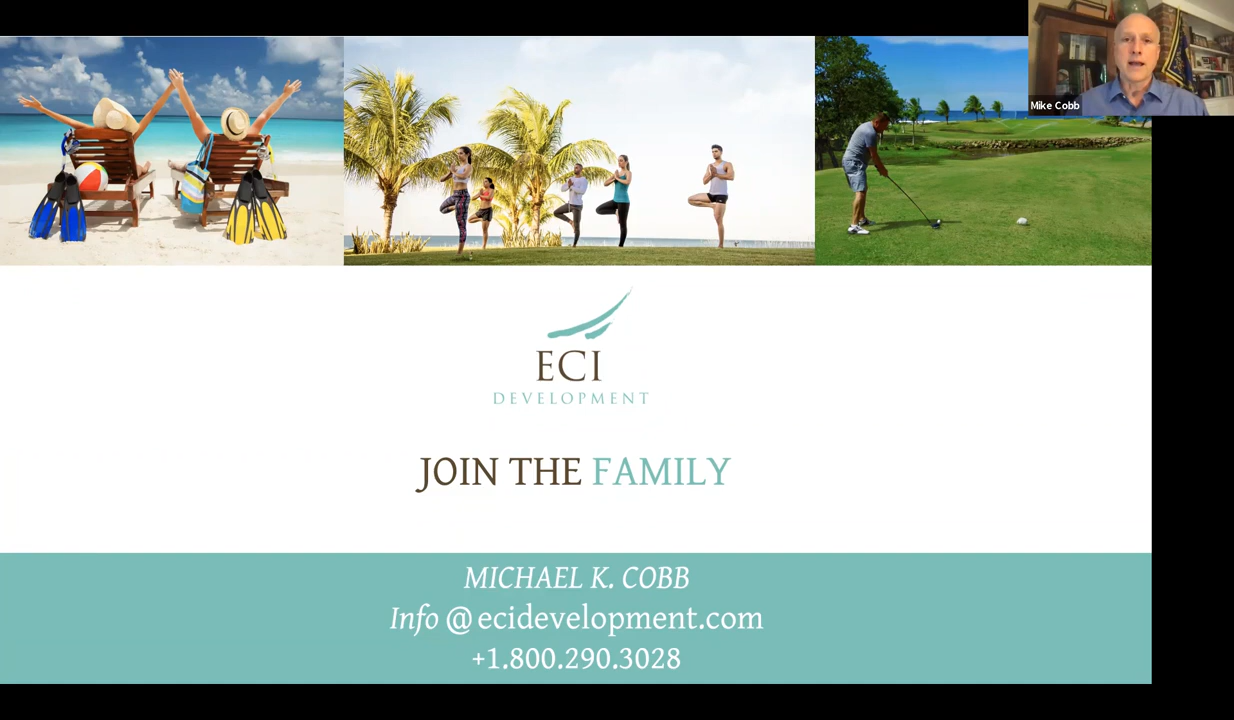 Mike Cobb
ECI
DEVELOPMENT
JOIN THE FAMILY
MICHAEL K. COBB
Info@ecidevelopment.com
+1.800.290.3028